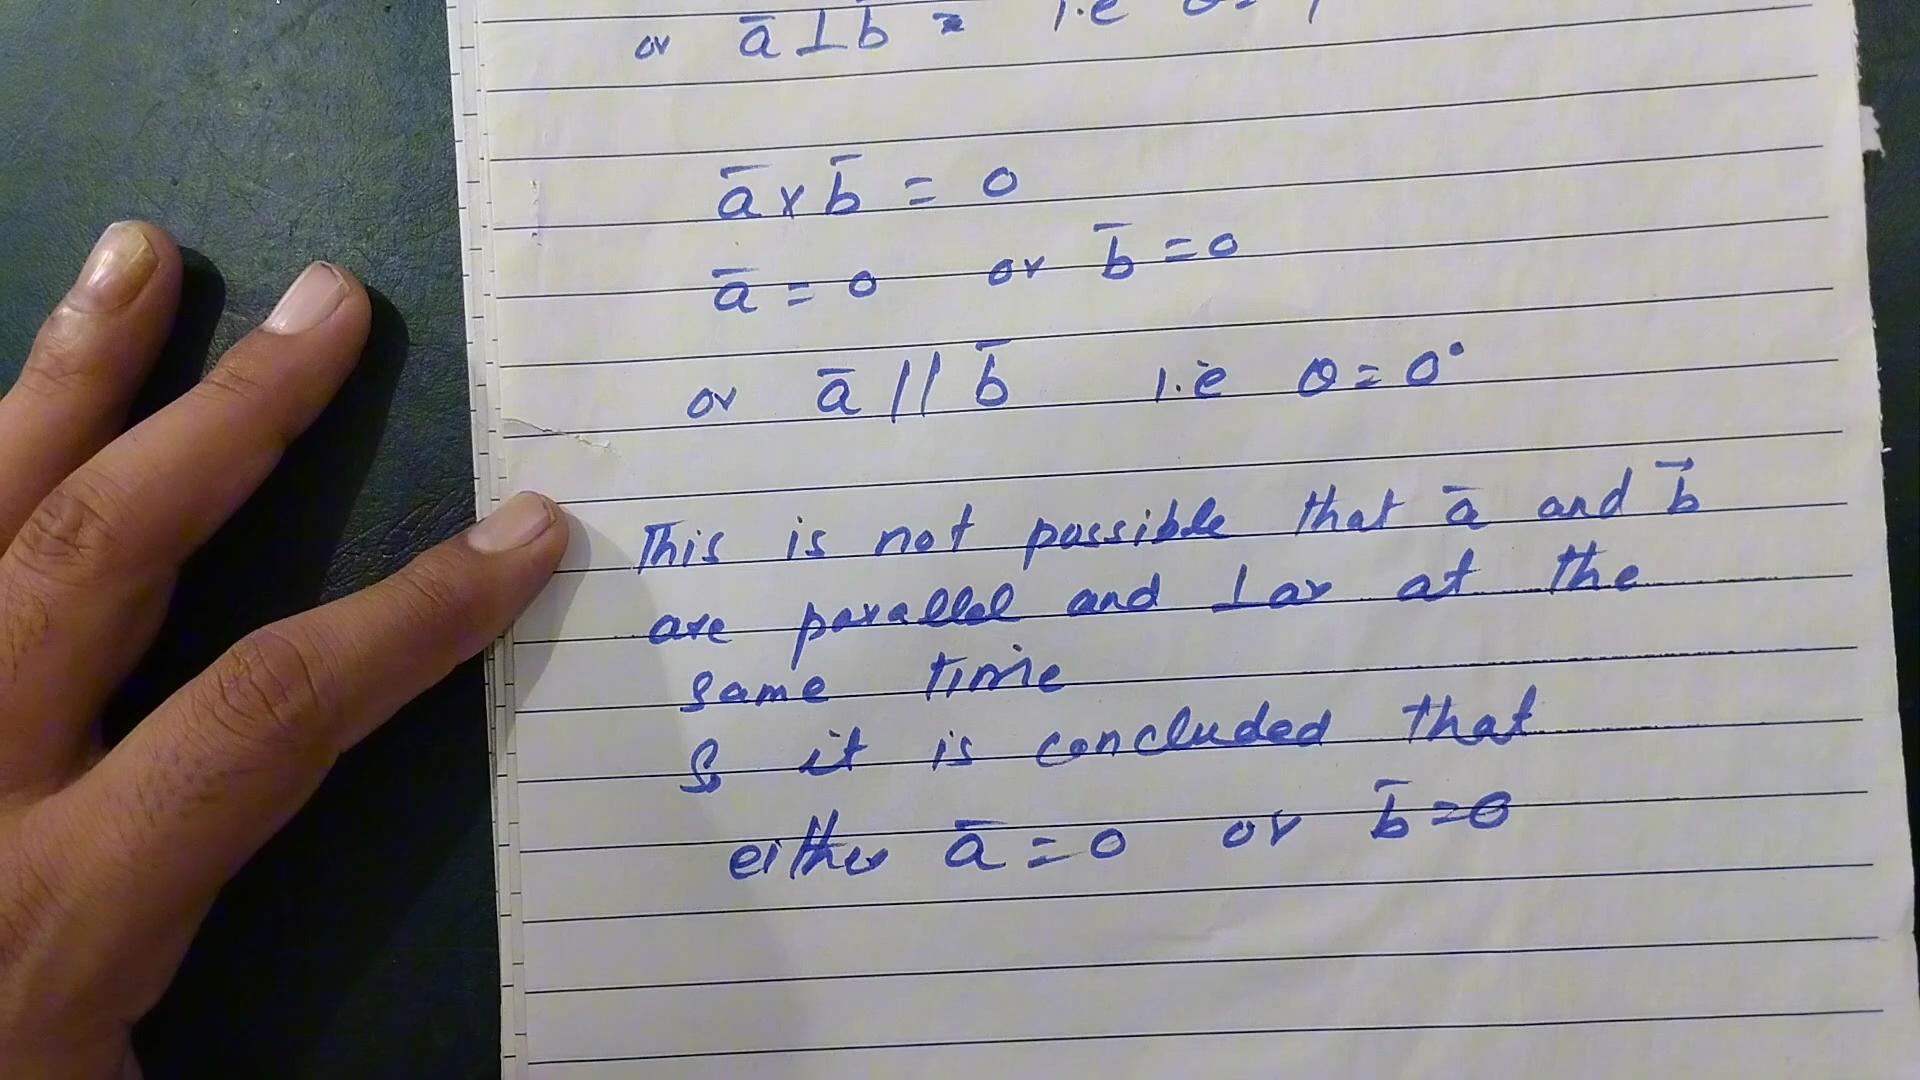 or a̅ ⊥ b̅ i.e θ=
a̅ x b̅ = 0
a̅ = 0 or b̅ = 0
or a̅ // b̅ i.e θ = 0°
This is not possible that a̅ and b⃗
are parallel and ⊥ar at the
same time
So it is concluded that
either a̅ = 0 or b̅ = 0